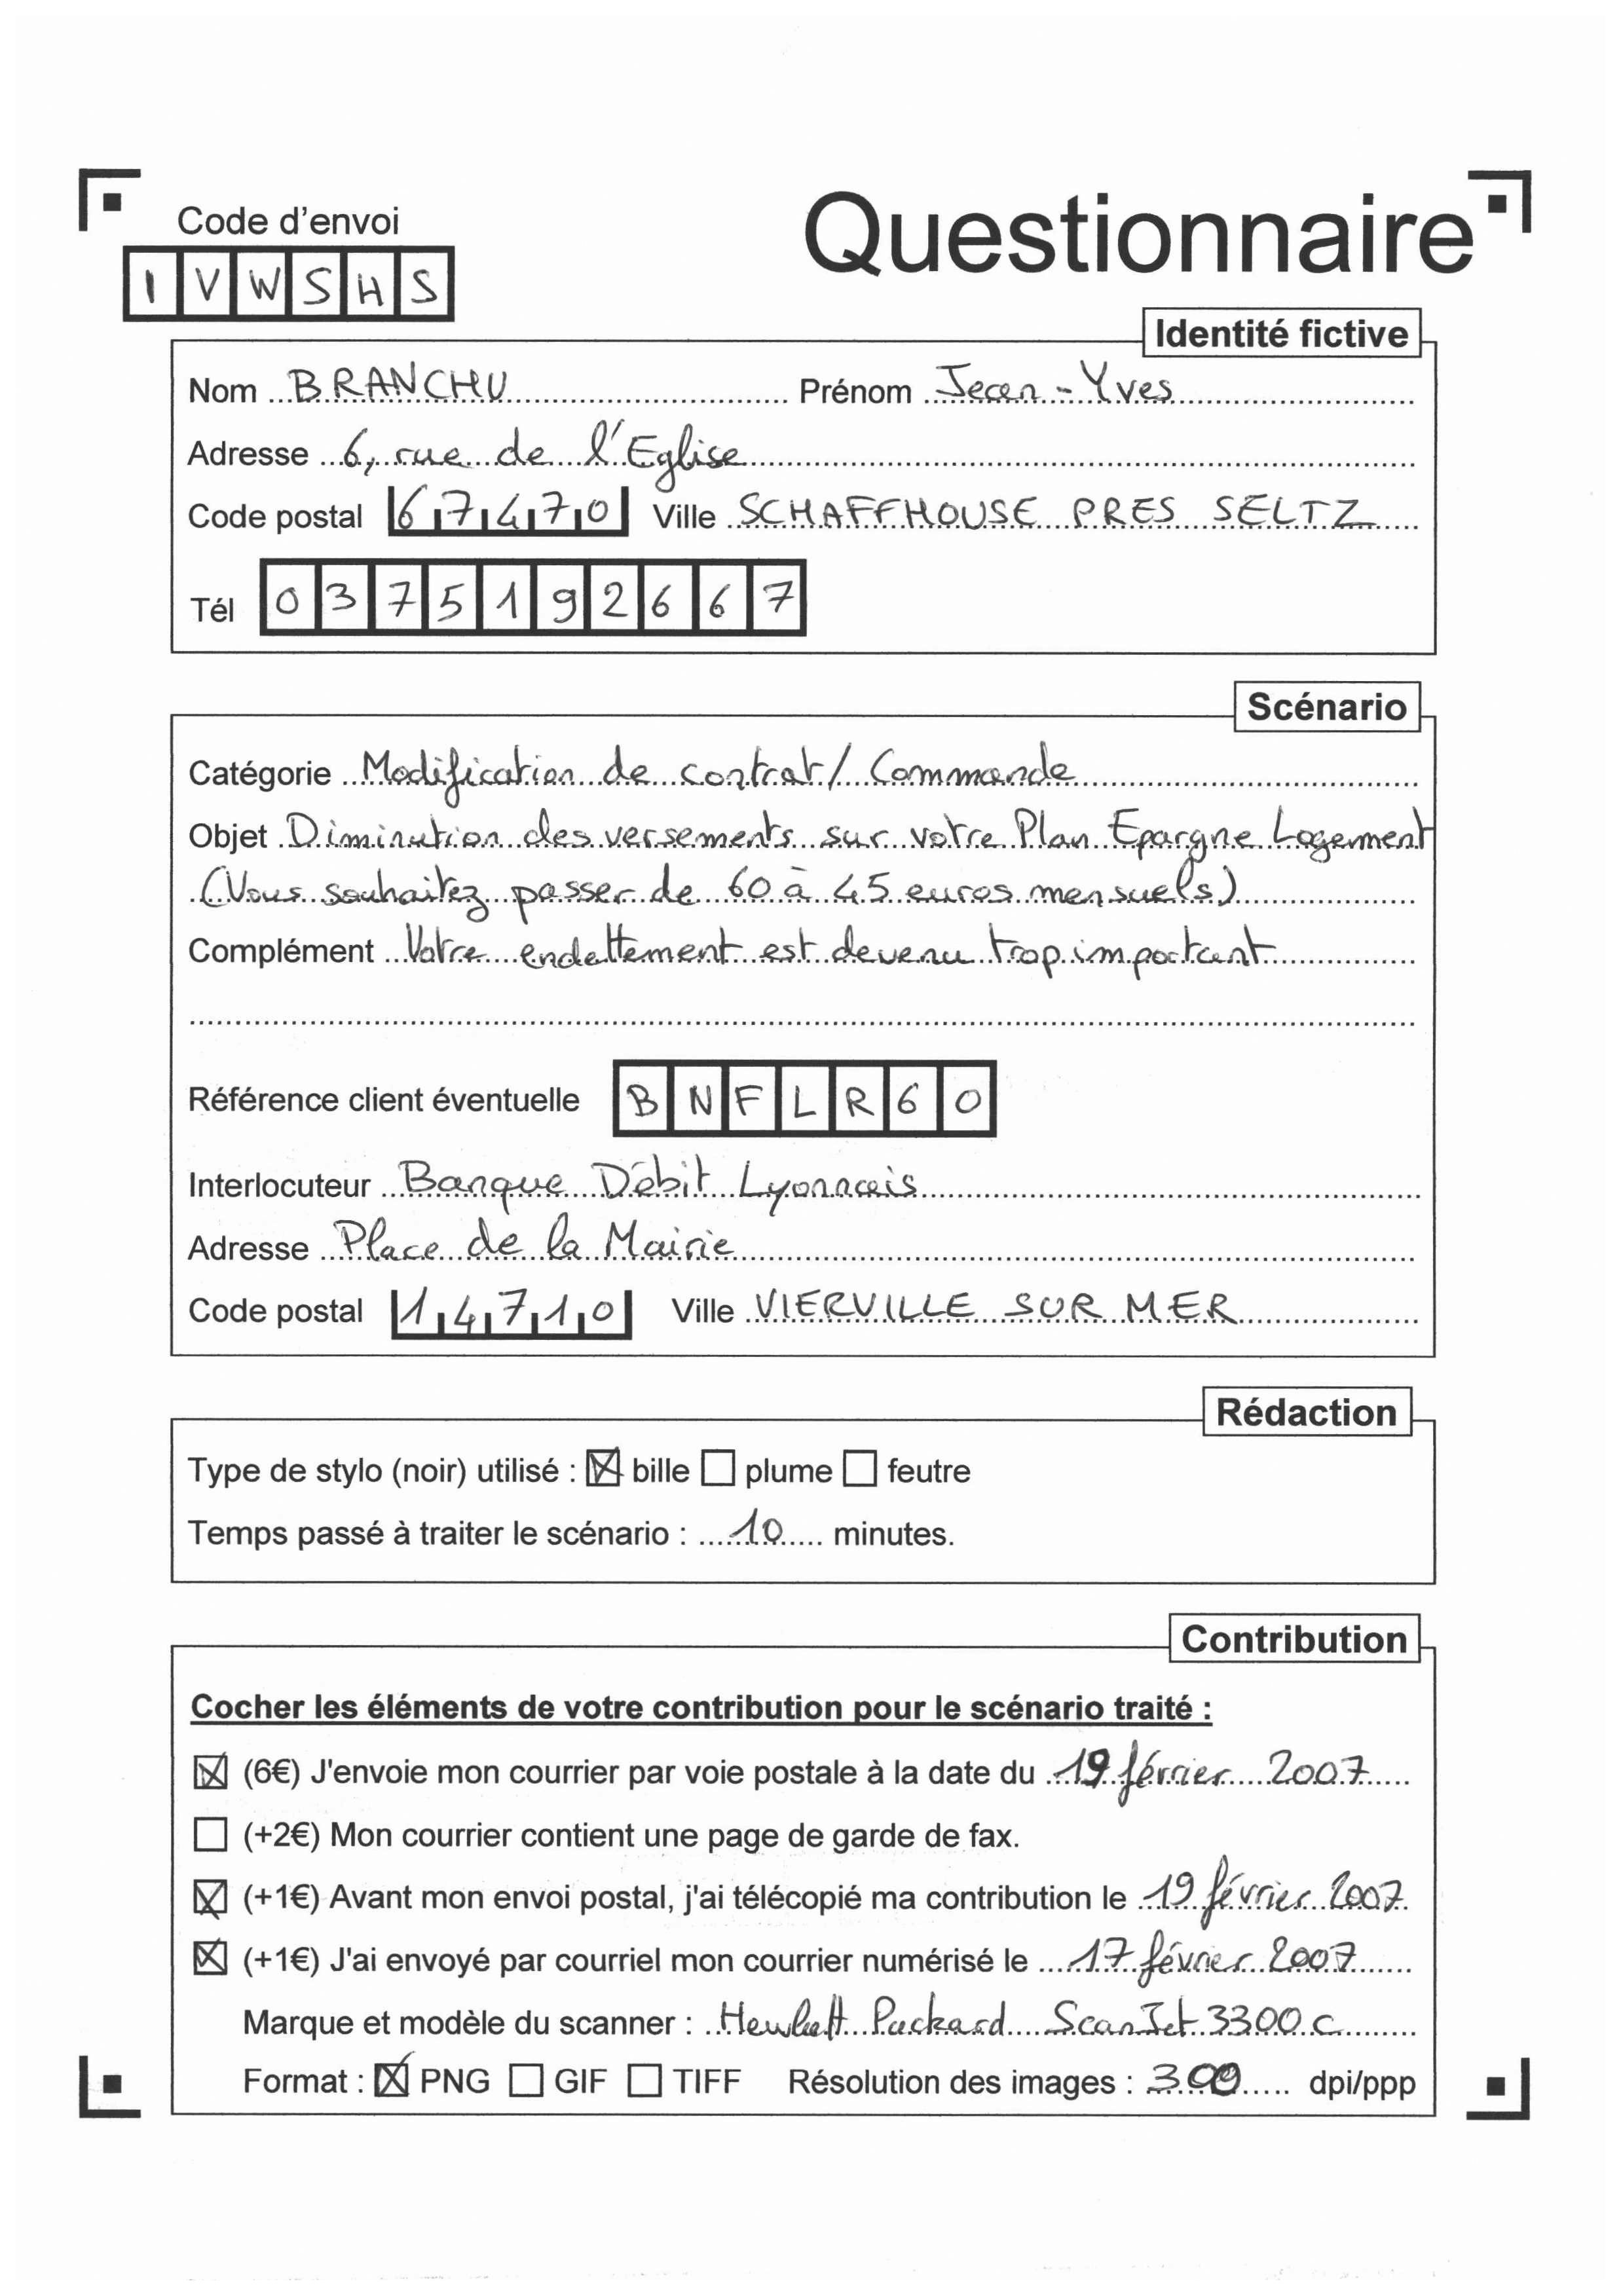 Code d'envoi
Questionnaire
I V W S H S
Identité fictive
Nom BRANCHU Prénom Jean-Yves
Adresse 6, rue de l'Eglise
Code postal 67470 Ville SCHAFFHOUSE PRES SELTZ
Tél 0375192667
Scénario
Catégorie Modification de contrat / Commande
Objet Diminution des versements sur votre Plan Epargne Logement
(Vous souhaitez passer de 60 à 45 euros mensuels)
Complément Votre endettement est devenu trop important
Référence client éventuelle BNFLR60
Interlocuteur Banque Débit Lyonnais
Adresse Place de la Mairie
Code postal 14710 Ville VIERVILLE SUR MER
Rédaction
Type de stylo (noir) utilisé : ☒ bille ☐ plume ☐ feutre
Temps passé à traiter le scénario : 10 minutes.
Contribution
Cocher les éléments de votre contribution pour le scénario traité :
☒ (6€) J'envoie mon courrier par voie postale à la date du 19 février 2007
☐ (+2€) Mon courrier contient une page de garde de fax.
☒ (+1€) Avant mon envoi postal, j'ai télécopié ma contribution le 19 février 2007
☒ (+1€) J'ai envoyé par courriel mon courrier numérisé le 17 février 2007
Marque et modèle du scanner : Hewlett Packard ScanJet 3300c
Format : ☒ PNG ☐ GIF ☐ TIFF Résolution des images : 300 dpi/ppp